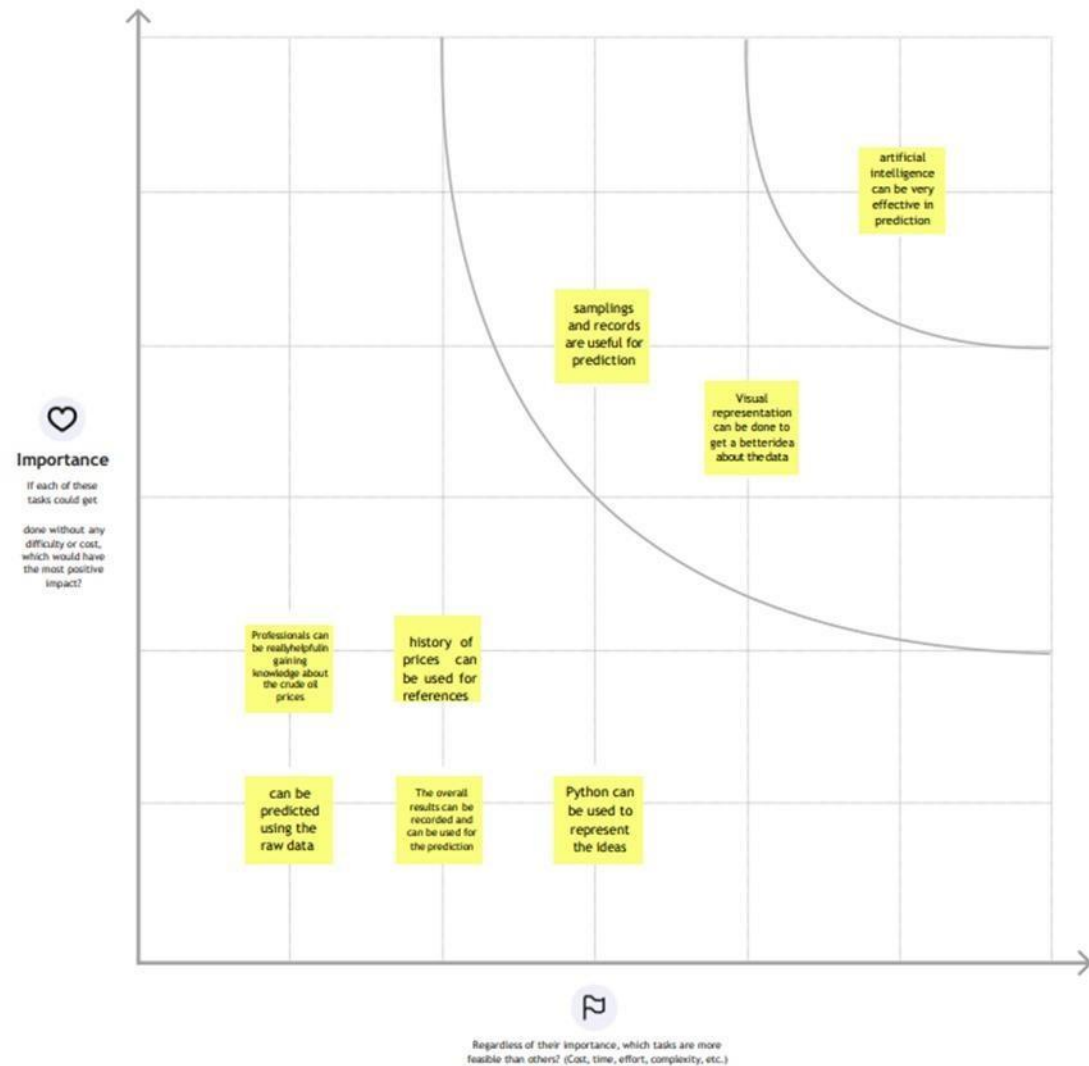 artificial
intelligence
can be very
effective in
prediction
samplings
and records
are useful for
prediction
Visual
representation
can be done to
get a betteridea
about thedata
Importance
If each of these
tasks could get
done without any
difficulty or cost,
which would have
the most positive
impact?
Professionals can
be reallyhelpfulin
gaining
knowledge about
the crude oil
prices
history of
prices can
be used for
references
can be
predicted
using the
raw data
The overall
results can be
recorded and
can be used for
the prediction
Python can
be used to
represent
the ideas
Regardless of their importance, which tasks are more
feasible than others? (Cost, time, effort, complexity, etc.)